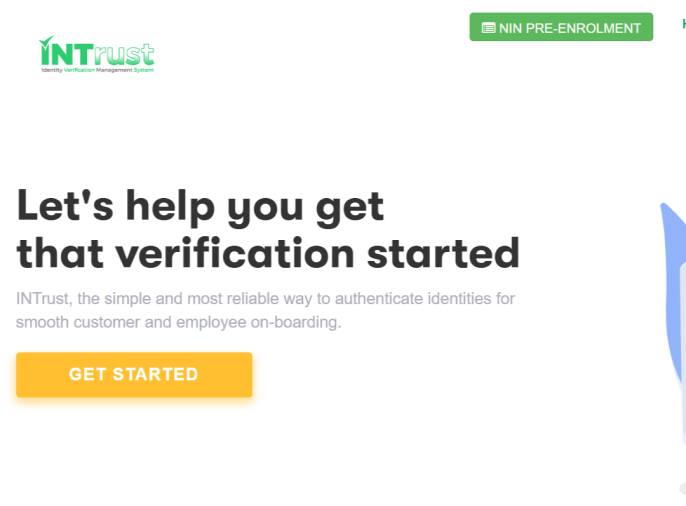 NIN PRE-ENROLMENT
INTrust
Identity Verification Management System
Let's help you get
that verification started
INTrust, the simple and most reliable way to authenticate identities for
smooth customer and employee on-boarding.
GET STARTED